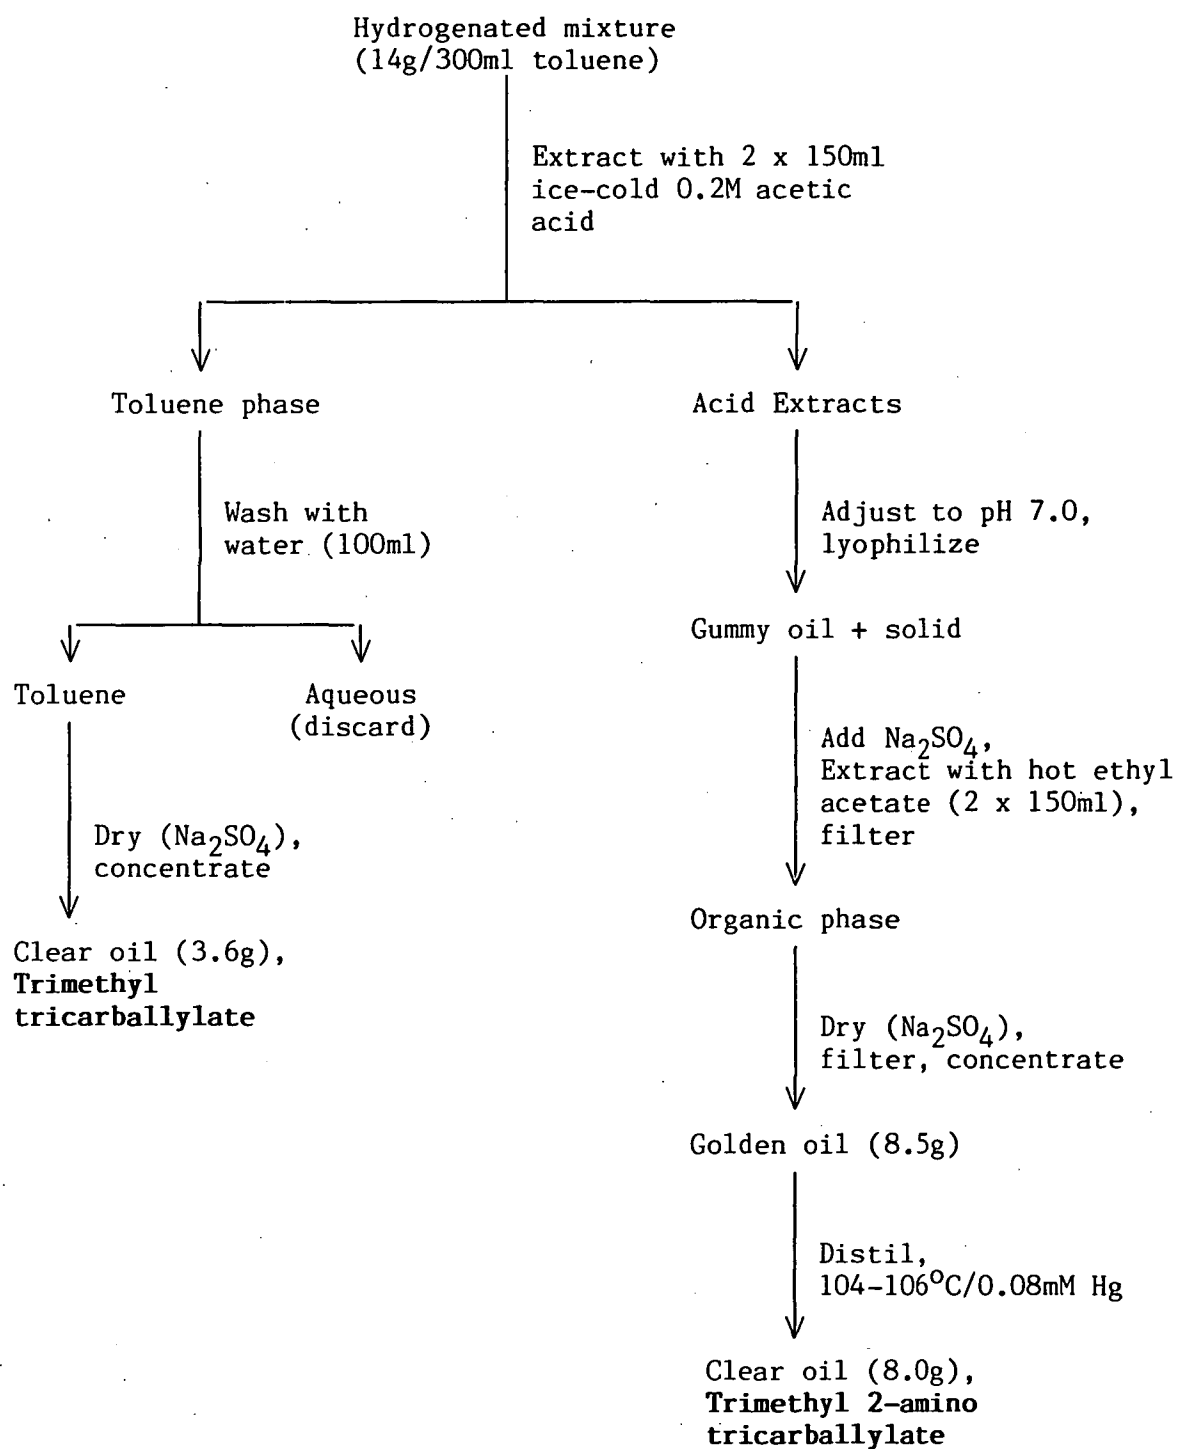 Hydrogenated mixture
(14g/300ml toluene)
Extract with 2 x 150ml
ice-cold 0.2M acetic
acid
Toluene phase
Acid Extracts
Wash with
water (100ml)
Adjust to pH 7.0,
lyophilize
Gummy oil + solid
Toluene
Aqueous
(discard)
Add Na₂SO₄,
Extract with hot ethyl
acetate (2 x 150ml),
filter
Dry (Na₂SO₄),
concentrate
Organic phase
Clear oil (3.6g),
Trimethyl
tricarballylate
Dry (Na₂SO₄),
filter, concentrate
Golden oil (8.5g)
Distil,
104-106°C/0.08mM Hg
Clear oil (8.0g),
Trimethyl 2-amino
tricarballylate